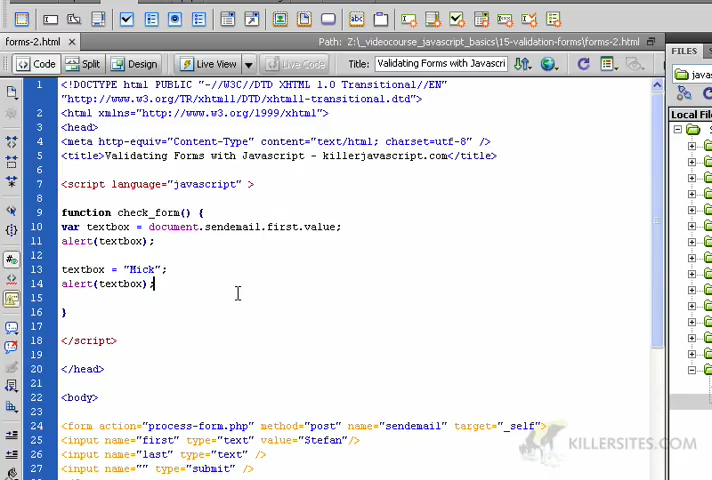 forms-2.html ×
Path: Z:\_videocourse_javascript_basics\15-validation-forms\forms-2.html
Code Split Design Live View Live Code Title: Validating Forms with Javascri
FILES
javas
Local File
1 <!DOCTYPE html PUBLIC "-//W3C//DTD XHTML 1.0 Transitional//EN"
"http://www.w3.org/TR/xhtml1/DTD/xhtml1-transitional.dtd">
2 <html xmlns="http://www.w3.org/1999/xhtml">
3 <head>
4 <meta http-equiv="Content-Type" content="text/html; charset=utf-8" />
5 <title>Validating Forms with Javascript - killerjavascript.com</title>
6
7 <script language="javascript" >
8
9 function check_form() {
10 var textbox = document.sendemail.first.value;
11 alert(textbox);
12
13 textbox = "Mick";
14 alert(textbox);
15
16 }
17
18 </script>
19
20 </head>
21
22 <body>
23
24 <form action="process-form.php" method="post" name="sendemail" target="_self">
25 <input name="first" type="text" value="Stefan"/>
26 <input name="last" type="text" />
27 <input name="" type="submit" />
KILLERSITES.COM